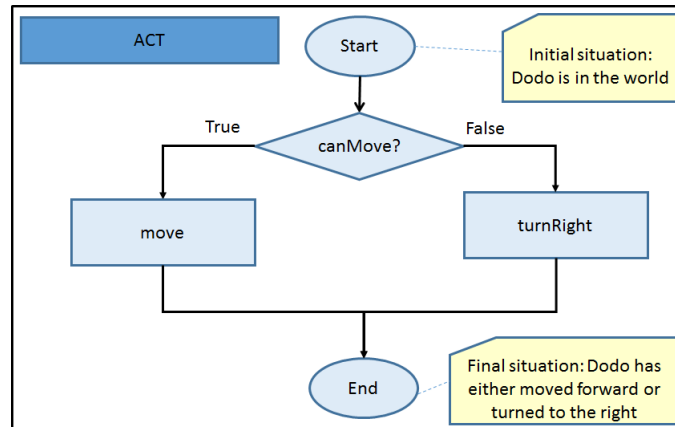 ACT
Start
Initial situation:
Dodo is in the world
True
canMove?
False
move
turnRight
End
Final situation: Dodo has
either moved forward or
turned to the right